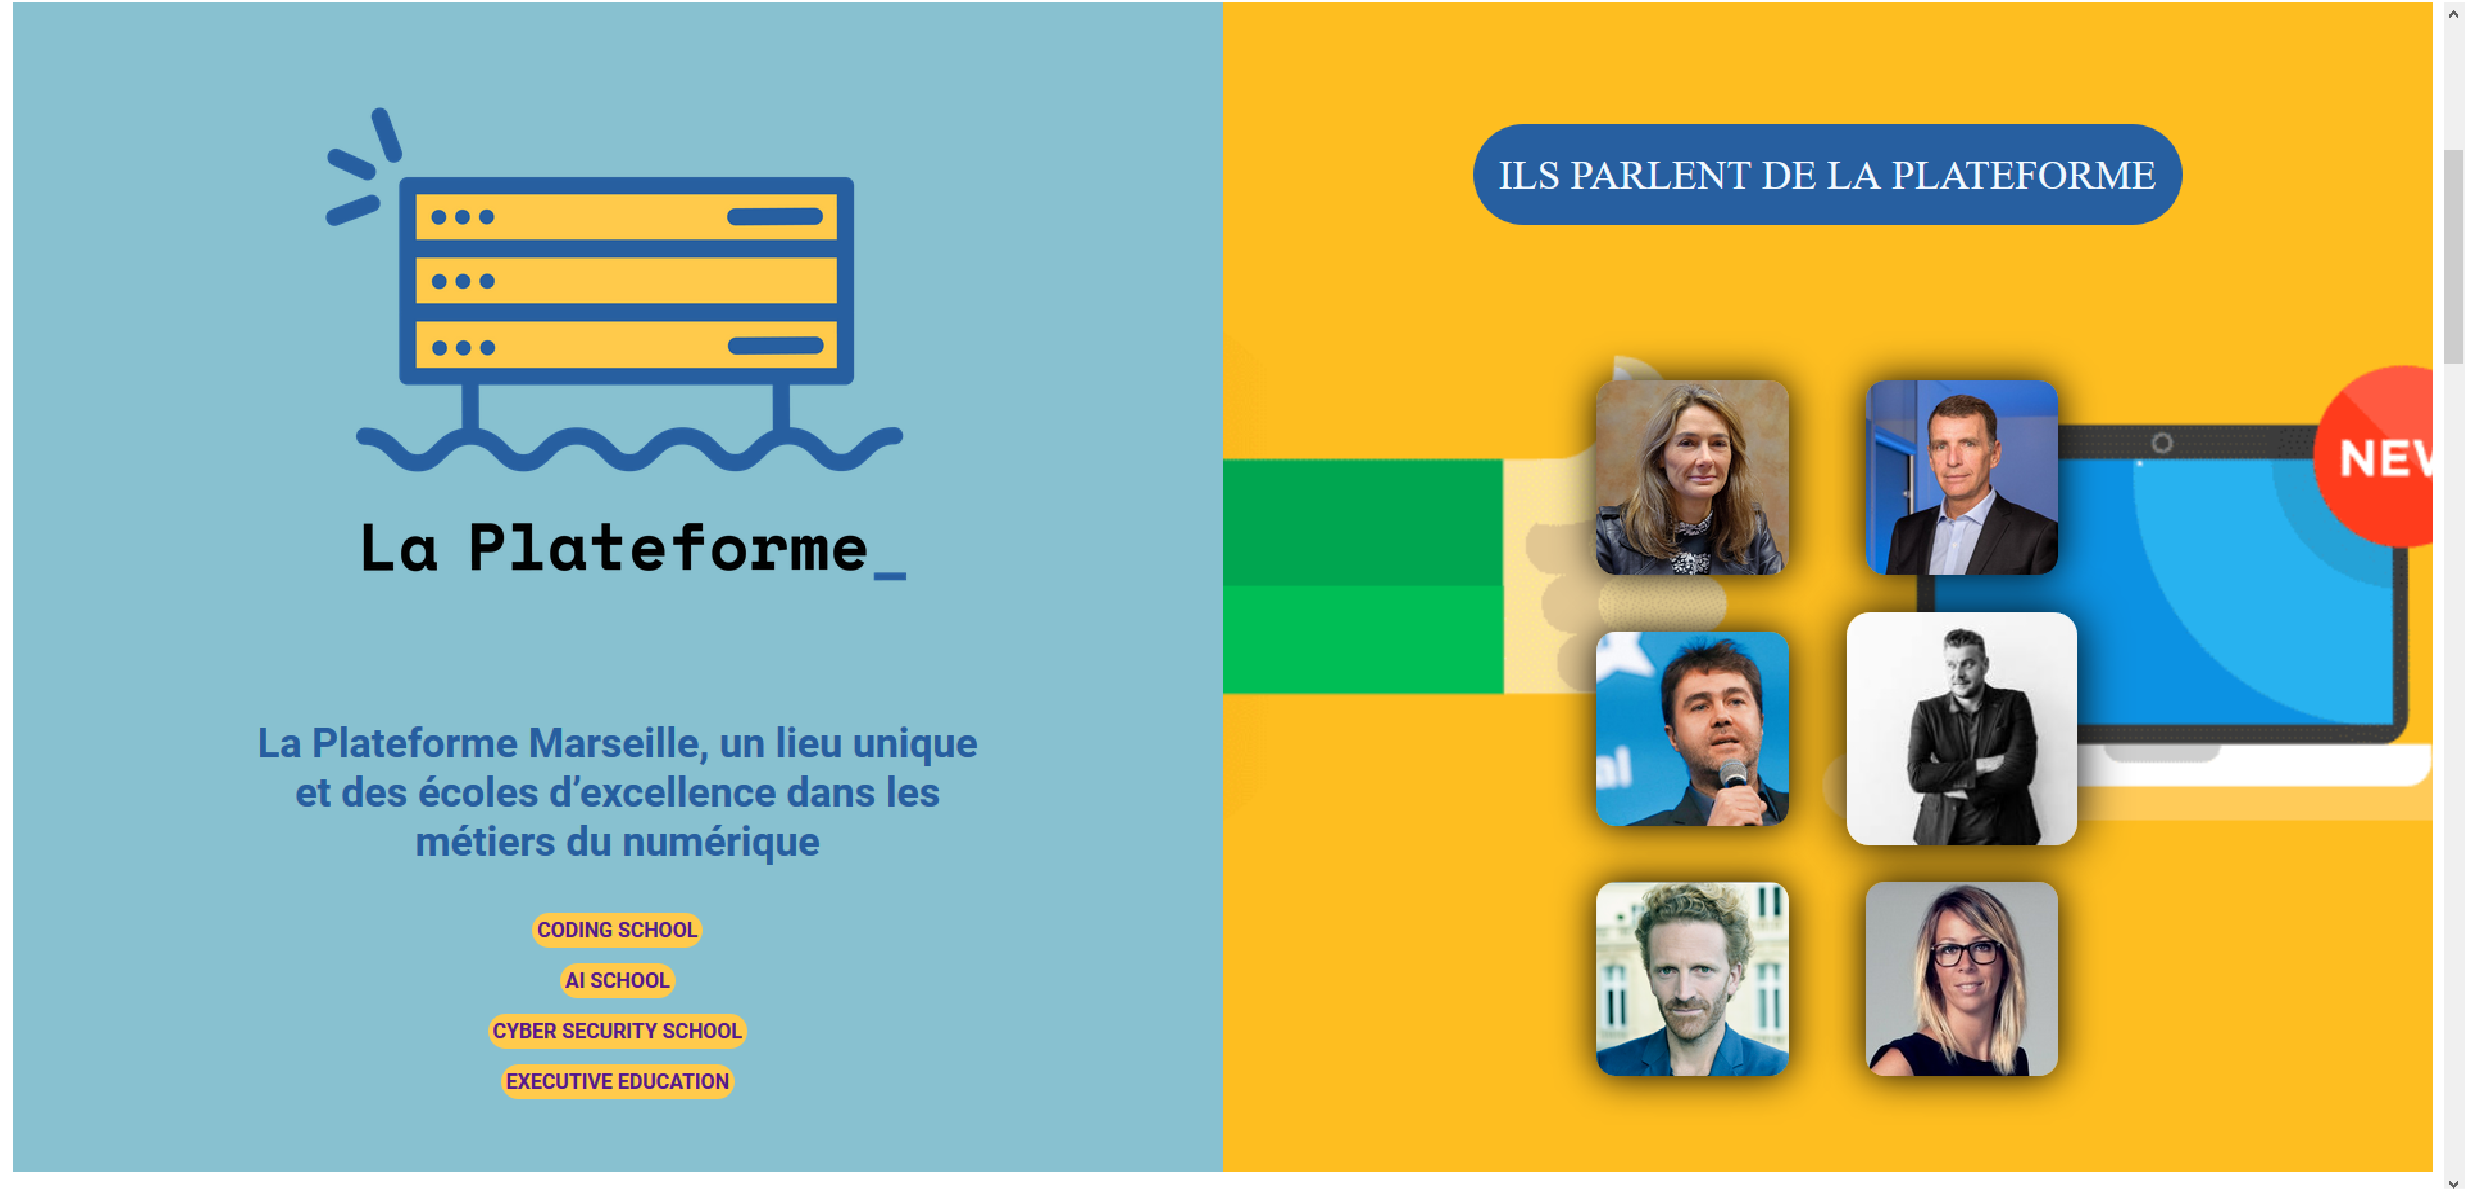 La Plateforme_
La Plateforme Marseille, un lieu unique
et des écoles d’excellence dans les
métiers du numérique
CODING SCHOOL
AI SCHOOL
CYBER SECURITY SCHOOL
EXECUTIVE EDUCATION
ILS PARLENT DE LA PLATEFORME